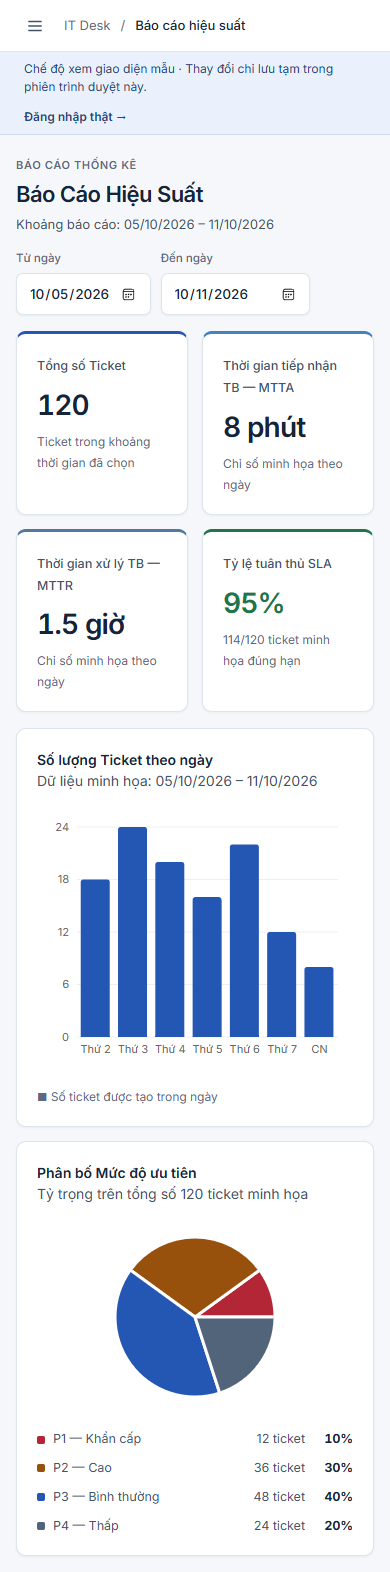 IT Desk / Báo cáo hiệu suất
Chế độ xem giao diện mẫu · Thay đổi chỉ lưu tạm trong
phiên trình duyệt này.
Đăng nhập thật →
BÁO CÁO THỐNG KÊ
Báo Cáo Hiệu Suất
Khoảng báo cáo: 05/10/2026 – 11/10/2026
Từ ngày
Đến ngày
10/05/2026
10/11/2026
Tổng số Ticket
120
Ticket trong khoảng
thời gian đã chọn
Thời gian tiếp nhận
TB — MTTA
8 phút
Chỉ số minh họa theo
ngày
Thời gian xử lý TB —
MTTR
1.5 giờ
Chỉ số minh họa theo
ngày
Tỷ lệ tuân thủ SLA
95%
114/120 ticket minh
họa đúng hạn
Số lượng Ticket theo ngày
Dữ liệu minh họa: 05/10/2026 – 11/10/2026
24
18
12
6
0
Thứ 2 Thứ 3 Thứ 4 Thứ 5 Thứ 6 Thứ 7 CN
Số ticket được tạo trong ngày
Phân bố Mức độ ưu tiên
Tỷ trọng trên tổng số 120 ticket minh họa
P1 — Khẩn cấp 12 ticket 10%
P2 — Cao 36 ticket 30%
P3 — Bình thường 48 ticket 40%
P4 — Thấp 24 ticket 20%